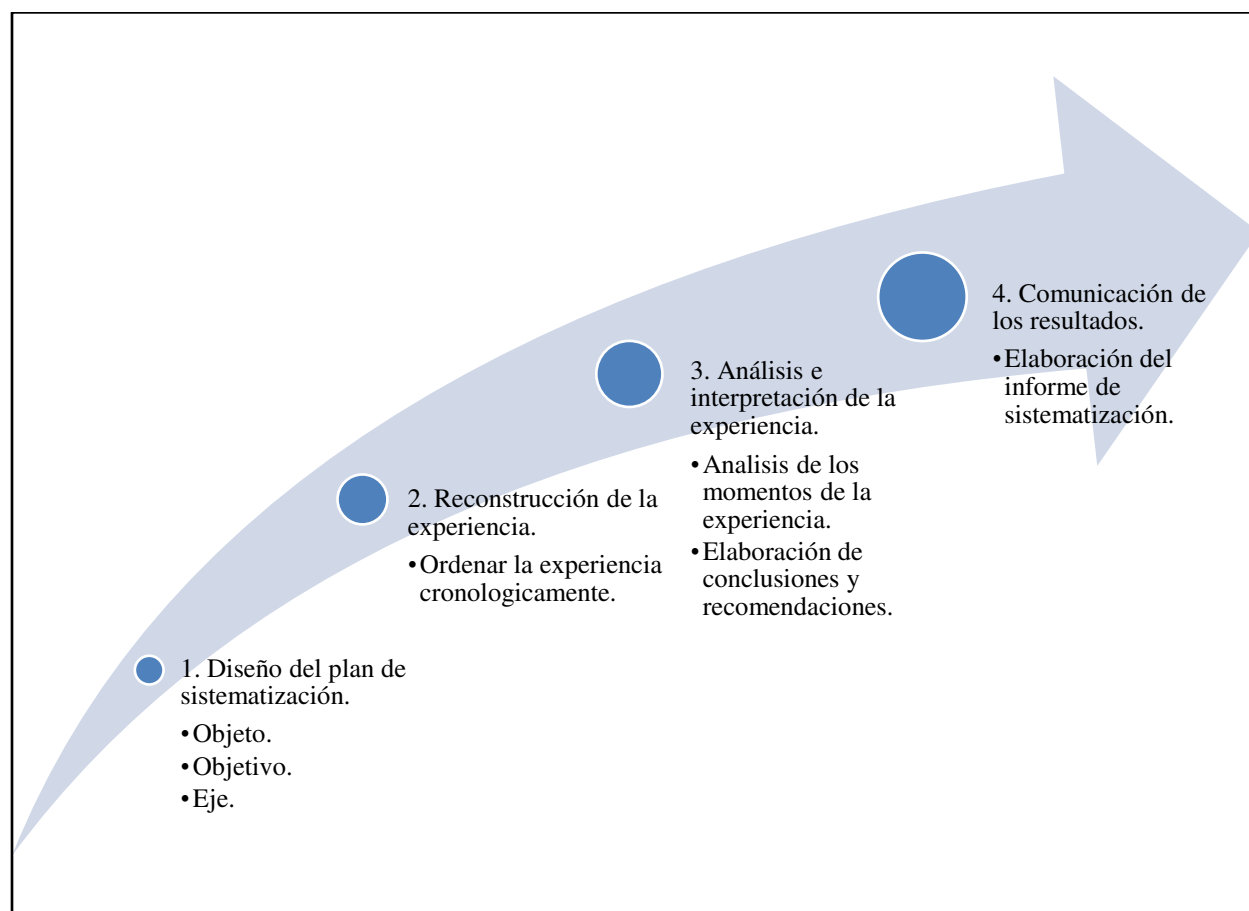 1. Diseño del plan de
sistematización.
•Objeto.
•Objetivo.
•Eje.
2. Reconstrucción de la
experiencia.
•Ordenar la experiencia
cronologicamente.
3. Análisis e
interpretación de la
experiencia.
•Analisis de los
momentos de la
experiencia.
•Elaboración de
conclusiones y
recomendaciones.
4. Comunicación de
los resultados.
•Elaboración del
informe de
sistematización.